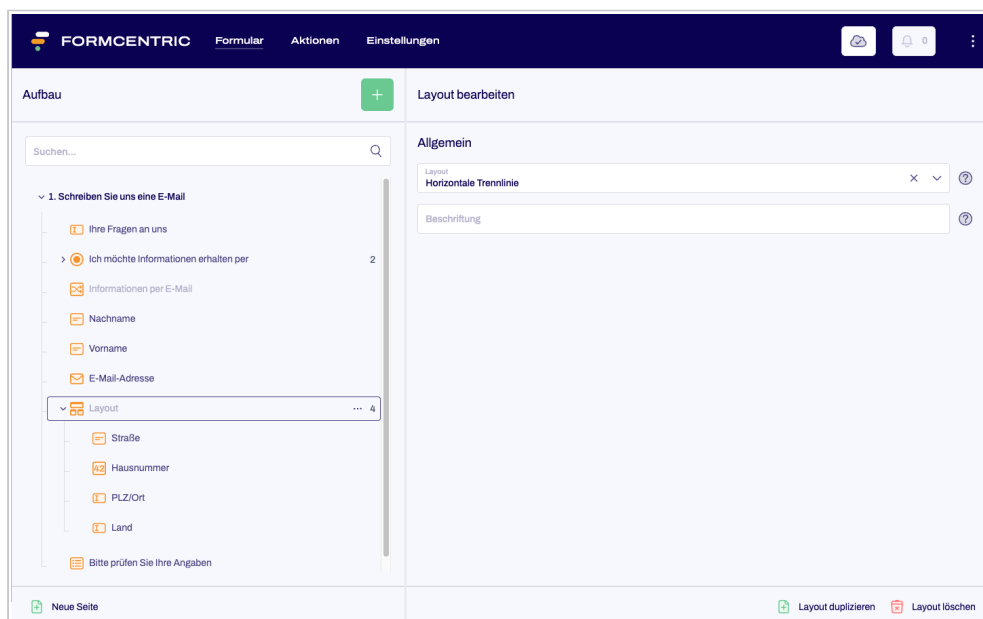 FORMCENTRIC Formular Aktionen Einstellungen 0
Aufbau
Layout bearbeiten
Suchen...
1. Schreiben Sie uns eine E-Mail
Ihre Fragen an uns
Ich möchte Informationen erhalten per 2
Informationen per E-Mail
Nachname
Vorname
E-Mail-Adresse
Layout ... 4
Straße
42 Hausnummer
PLZ/Ort
Land
Bitte prüfen Sie Ihre Angaben
Neue Seite
Allgemein
Layout
Horizontale Trennlinie
Beschriftung
Layout duplizieren Layout löschen